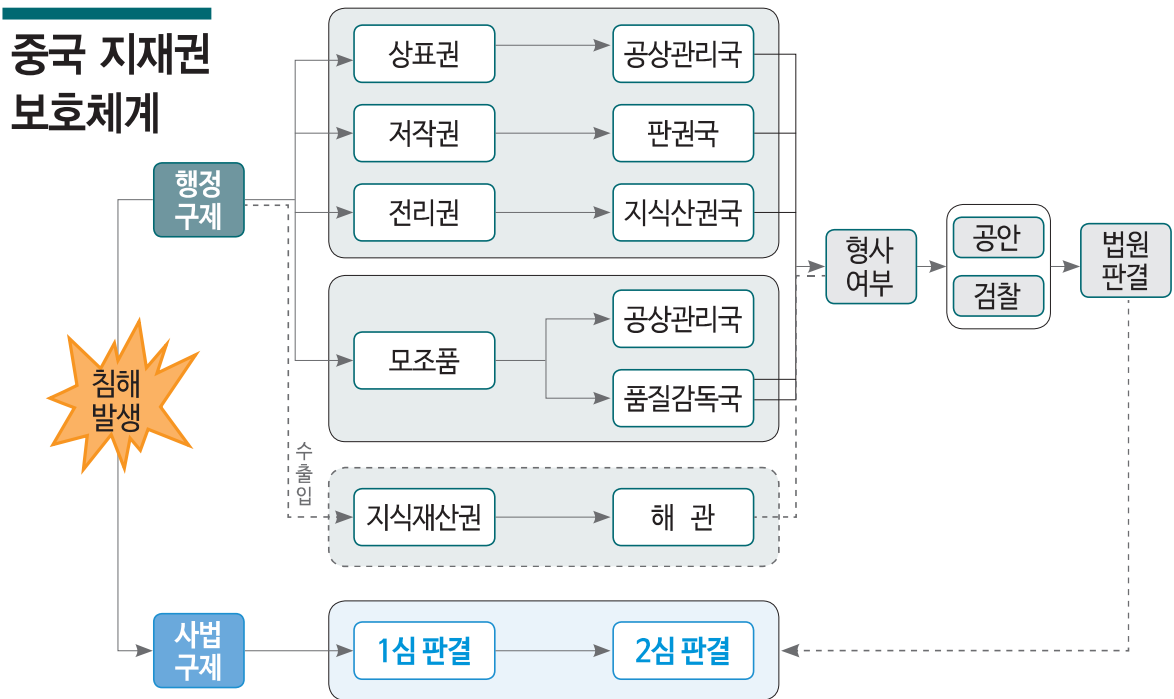 중국 지재권
보호체계
상표권
공상관리국
저작권
판권국
행정
구제
전리권
지식산권국
형사
여부
공안
검찰
법원
판결
모조품
공상관리국
품질감독국
침해
발생
수출입
지식재산권
해 관
사법
구제
1심 판결
2심 판결